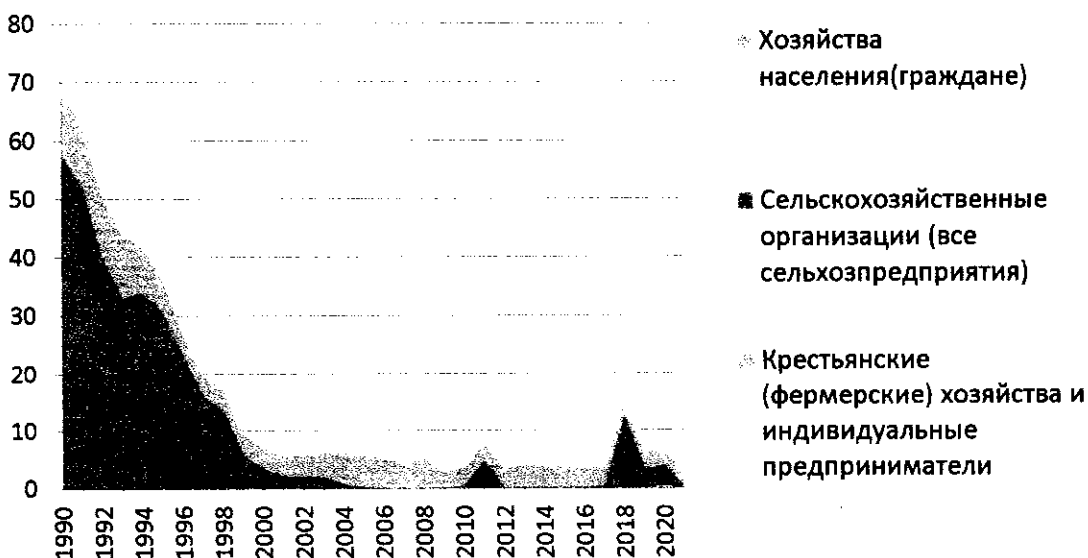 80
70
60
50
40
30
20
10
0
1990
1992
1994
1996
1998
2000
2002
2004
2006
2008
2010
2012
2014
2016
2018
2020
Хозяйства
населения(граждане)
Сельскохозяйственные
организации (все
сельхозпредприятия)
Крестьянские
(фермерские) хозяйства и
индивидуальные
предприниматели